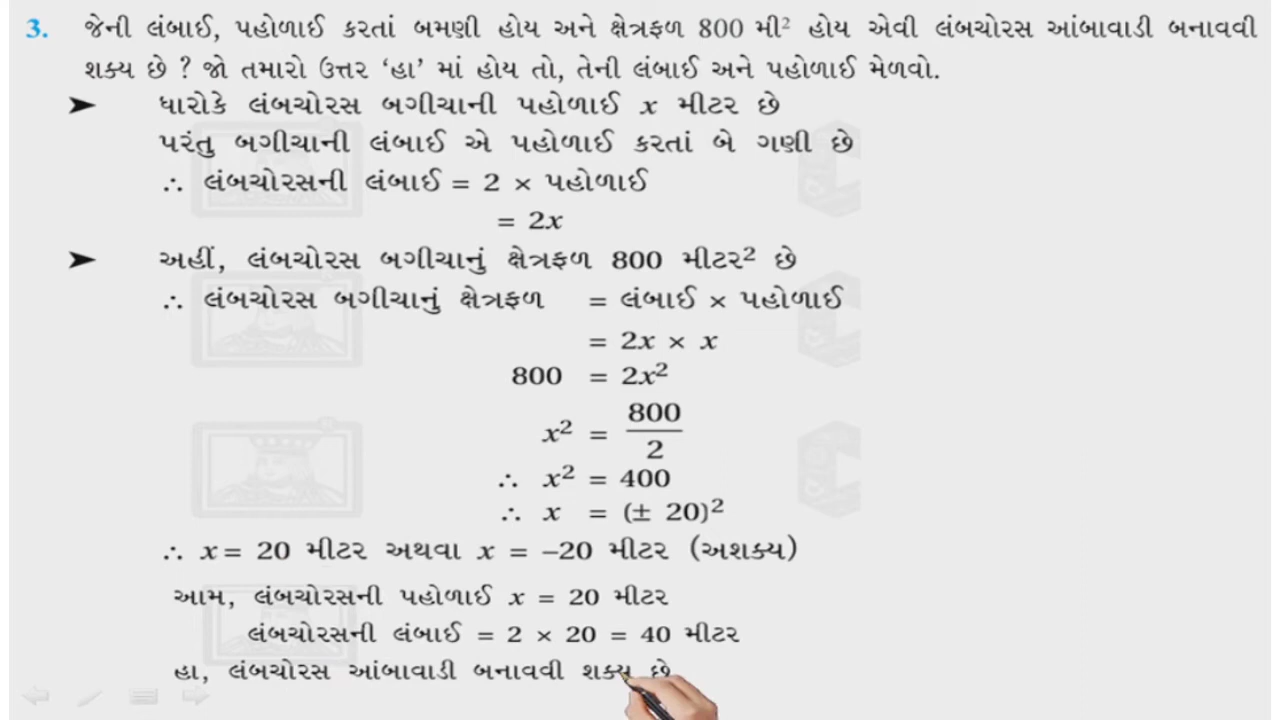 3. જેની લંબાઈ, પહોળાઈ કરતાં બમણી હોય અને ક્ષેત્રફળ 800 મી² હોય એવી લંબચોરસ આંબાવાડી બનાવવી
શક્ય છે ? જો તમારો ઉત્તર ‘હા’ માં હોય તો, તેની લંબાઈ અને પહોળાઈ મેળવો.
➤ ધારોકે લંબચોરસ બગીચાની પહોળાઈ x મીટર છે
પરંતુ બગીચાની લંબાઈ એ પહોળાઈ કરતાં બે ગણી છે
∴ લંબચોરસની લંબાઈ = 2 × પહોળાઈ
= 2x
➤ અહીં, લંબચોરસ બગીચાનું ક્ષેત્રફળ 800 મીટર² છે
∴ લંબચોરસ બગીચાનું ક્ષેત્રફળ = લંબાઈ × પહોળાઈ
= 2x × x
800 = 2x²
x² = 800/2
∴ x² = 400
∴ x = (± 20)²
∴ x = 20 મીટર અથવા x = –20 મીટર (અશક્ય)
આમ, લંબચોરસની પહોળાઈ x = 20 મીટર
લંબચોરસની લંબાઈ = 2 × 20 = 40 મીટર
હા, લંબચોરસ આંબાવાડી બનાવવી શક્ય છે